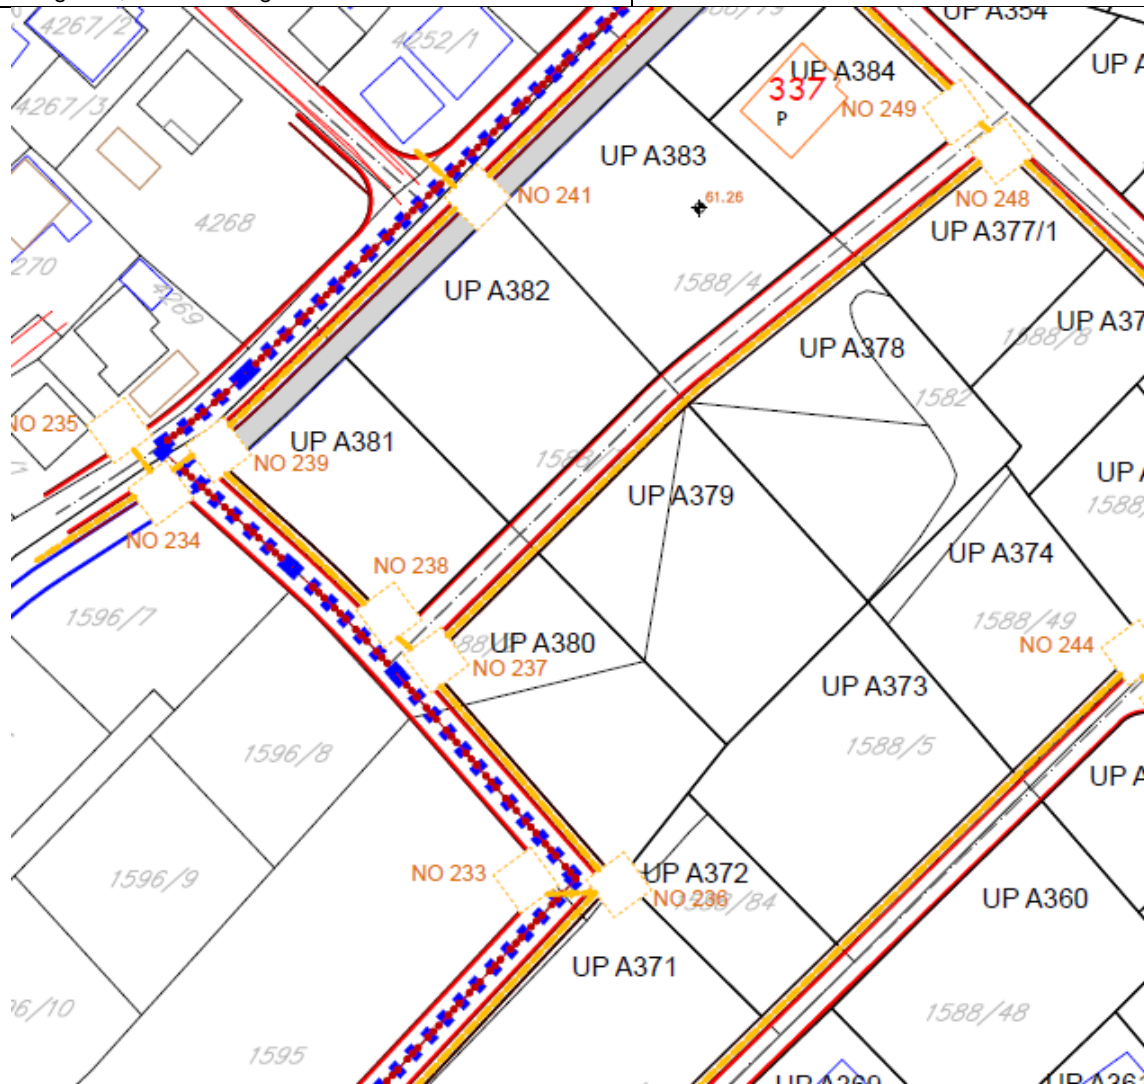 4267/2
4252/1
UP A354
UP A384
337
P
NO 249
4267/3
UP A383
61.26
NO 241
NO 248
UP A377/1
4268
270
4269
UP A382
1588/4
UP A378
1588/8
1582
NO 235
UP A381
NO 239
1588/
UP A379
NO 234
UP A374
NO 238
1596/7
1588/49
UP A380
NO 237
NO 244
UP A373
1596/8
1588/5
NO 233
UP A372
NO 236
1596/9
UP A360
UP A371
1588/48
1595